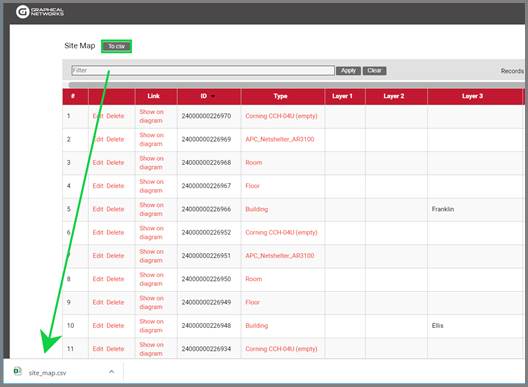 GRAPHICAL
NETWORKS
Site Map To csv
Filter Apply Clear Records
# Link ID Type Layer 1 Layer 2 Layer 3
1 Edit Delete Show on diagram 24000000226970 Corning CCH-04U (empty)
2 Edit Delete Show on diagram 24000000226969 APC_Netshelter_AR3100
3 Edit Delete Show on diagram 24000000226968 Room
4 Edit Delete Show on diagram 24000000226967 Floor
5 Edit Delete Show on diagram 24000000226966 Building Franklin
6 Edit Delete Show on diagram 24000000226952 Corning CCH-04U (empty)
Edit Delete Show on diagram 24000000226951 APC_Netshelter_AR3100
8 Edit Delete Show on diagram 24000000226950 Room
9 Edit Delete Show on diagram 24000000226949 Floor
10 Edit Delete Show on diagram 24000000226948 Building Ellis
11 Edit Delete Show on diagram 24000000226934 Corning CCH-04U (empty)
site_map.csv